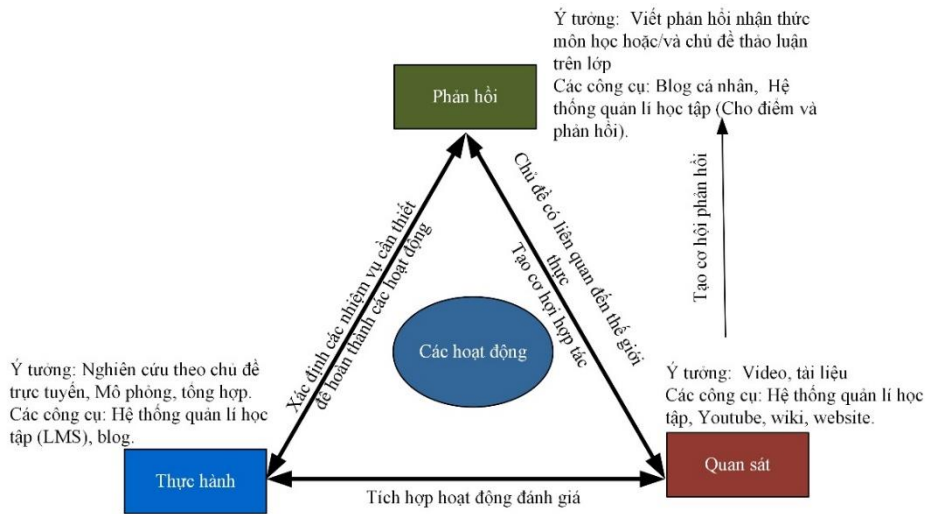 Ý tưởng: Viết phản hồi nhận thức
môn học hoặc/và chủ đề thảo luận
trên lớp
Các công cụ: Blog cá nhân, Hệ
thống quản lí học tập (Cho điểm và
phản hồi).
Phản hồi
Xác định các nhiệm vụ cần thiết
để hoàn thành các hoạt động
Chủ đề có liên quan đến thế giới
thực
Tạo cơ hợi hợp tác
Tạo cơ hội phản hồi
Các hoạt động
Ý tưởng: Nghiên cứu theo chủ đề
trực tuyến, Mô phỏng, tổng hợp.
Các công cụ: Hệ thống quản lí học
tập (LMS), blog.
Ý tưởng: Video, tài liệu
Các công cụ: Hệ thống quản lí học
tập, Youtube, wiki, website.
Thực hành
Quan sát
Tích hợp hoạt động đánh giá